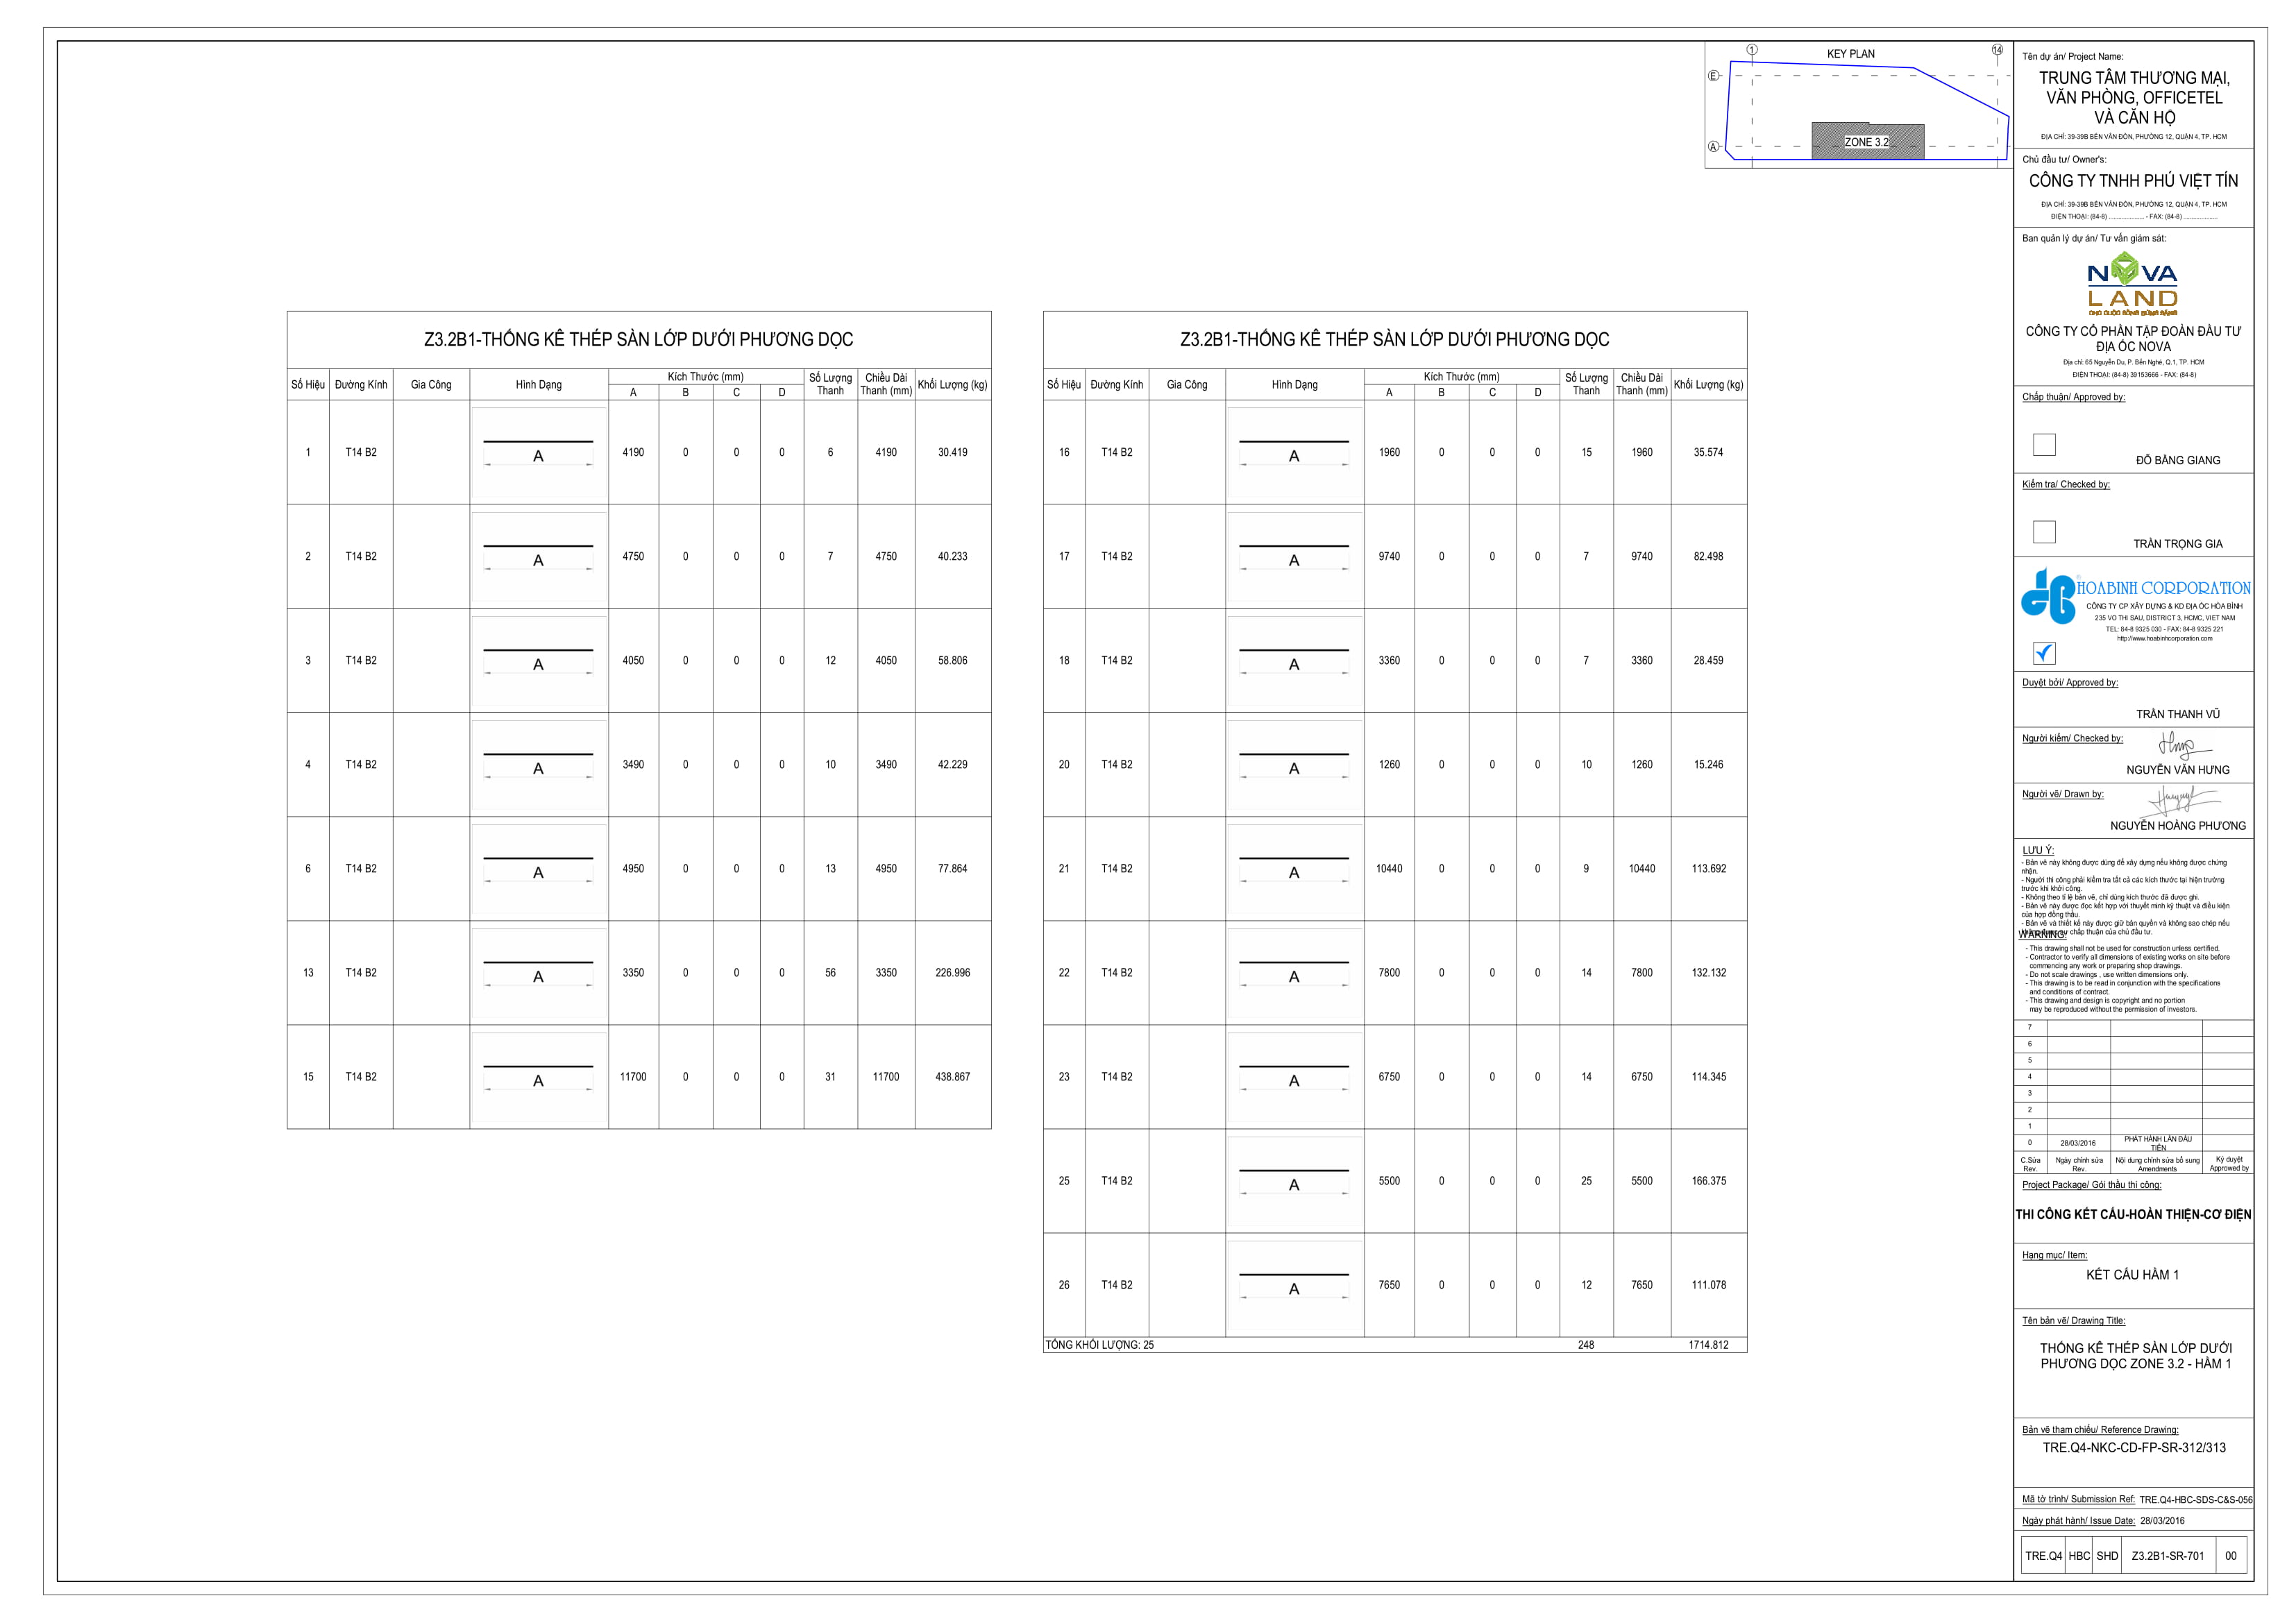 KEY PLAN
1
14
E
A
ZONE 3.2
Z3.2B1-THỐNG KÊ THÉP SÀN LỚP DƯỚI PHƯƠNG DỌC
Số Hiệu Đường Kính Gia Công Hình Dạng Kích Thước (mm) Số Lượng Thanh Chiều Dài Thanh (mm) Khối Lượng (kg)
A B C D
1 T14 B2 A 4190 0 0 0 6 4190 30.419
2 T14 B2 A 4750 0 0 0 7 4750 40.233
3 T14 B2 A 4050 0 0 0 12 4050 58.806
4 T14 B2 A 3490 0 0 0 10 3490 42.229
6 T14 B2 A 4950 0 0 0 13 4950 77.864
13 T14 B2 A 3350 0 0 0 56 3350 226.996
15 T14 B2 A 11700 0 0 0 31 11700 438.867
Z3.2B1-THỐNG KÊ THÉP SÀN LỚP DƯỚI PHƯƠNG DỌC
Số Hiệu Đường Kính Gia Công Hình Dạng Kích Thước (mm) Số Lượng Thanh Chiều Dài Thanh (mm) Khối Lượng (kg)
A B C D
16 T14 B2 A 1960 0 0 0 15 1960 35.574
17 T14 B2 A 9740 0 0 0 7 9740 82.498
18 T14 B2 A 3360 0 0 0 7 3360 28.459
20 T14 B2 A 1260 0 0 0 10 1260 15.246
21 T14 B2 A 10440 0 0 0 9 10440 113.692
22 T14 B2 A 7800 0 0 0 14 7800 132.132
23 T14 B2 A 6750 0 0 0 14 6750 114.345
25 T14 B2 A 5500 0 0 0 25 5500 166.375
26 T14 B2 A 7650 0 0 0 12 7650 111.078
TỔNG KHỐI LƯỢNG: 25 248 1714.812
Tên dự án/ Project Name:
TRUNG TÂM THƯƠNG MẠI,
VĂN PHÒNG, OFFICETEL
VÀ CĂN HỘ
ĐỊA CHỈ: 39-39B BẾN VÂN ĐỒN, PHƯỜNG 12, QUẬN 4, TP. HCM
Chủ đầu tư/ Owner's:
CÔNG TY TNHH PHÚ VIỆT TÍN
ĐỊA CHỈ: 39-39B BẾN VÂN ĐỒN, PHƯỜNG 12, QUẬN 4, TP. HCM
ĐIỆN THOẠI: (84-8) ..................... - FAX: (84-8) ....................
Ban quản lý dự án/ Tư vấn giám sát:
NOVA
LAND
CÔNG TY CỔ PHẦN TẬP ĐOÀN ĐẦU TƯ
ĐỊA ỐC NOVA
Địa chỉ: 65 Nguyễn Du, P. Bến Nghé, Q.1, TP. HCM
ĐIỆN THOẠI: (84-8) 39153666 - FAX: (84-8)
Chấp thuận/ Approved by:
ĐỖ BẰNG GIANG
Kiểm tra/ Checked by:
TRẦN TRỌNG GIA
HOABINH CORPORATION
CÔNG TY CP XÂY DỰNG & KD ĐỊA ỐC HÒA BÌNH
235 VO THI SAU, DISTRICT 3, HCMC, VIET NAM
TEL: 84-8 9325 030 - FAX: 84-8 9325 221
http://www.hoabinhcorporation.com
Duyệt bởi/ Approved by:
TRẦN THANH VŨ
Người kiểm/ Checked by:
NGUYỄN VĂN HƯNG
Người vẽ/ Drawn by:
NGUYỄN HOÀNG PHƯƠNG
LƯU Ý:
- Bản vẽ này không được dùng để xây dựng nếu không được chứng
nhận.
- Người thi công phải kiểm tra tất cả các kích thước tại hiện trường
trước khi khởi công.
- Không theo tỉ lệ bản vẽ, chỉ dùng kích thước đã được ghi.
- Bản vẽ này được đọc kết hợp với thuyết minh kỹ thuật và điều kiện
của hợp đồng thầu.
- Bản vẽ và thiết kế này được giữ bản quyền và không sao chép nếu
chấp thuận của chủ đầu tư.
WARNING:
- This drawing shall not be used for construction unless certified.
- Contractor to verify all dimensions of existing works on site before
commencing any work or preparing shop drawings.
- Do not scale drawings , use written dimensions only.
- This drawing is to be read in conjunction with the specifications
and conditions of contract.
- This drawing and design is copyright and no portion
may be reproduced without the permission of investors.
7
6
5
4
3
2
1
0 28/03/2016 PHÁT HÀNH LẦN ĐẦU TIÊN
C.Sửa Rev. Ngày chỉnh sửa Rev. Nội dung chỉnh sửa bổ sung Amendments Ký duyệt Approved by
Project Package/ Gói thầu thi công:
THI CÔNG KẾT CẤU-HOÀN THIỆN-CƠ ĐIỆN
Hạng mục/ Item:
KẾT CẤU HẦM 1
Tên bản vẽ/ Drawing Title:
THỐNG KÊ THÉP SÀN LỚP DƯỚI
PHƯƠNG DỌC ZONE 3.2 - HẦM 1
Bản vẽ tham chiếu/ Reference Drawing:
TRE.Q4-NKC-CD-FP-SR-312/313
Mã tờ trình/ Submission Ref: TRE.Q4-HBC-SDS-C&S-056
Ngày phát hành/ Issue Date: 28/03/2016
TRE.Q4 HBC SHD Z3.2B1-SR-701 00